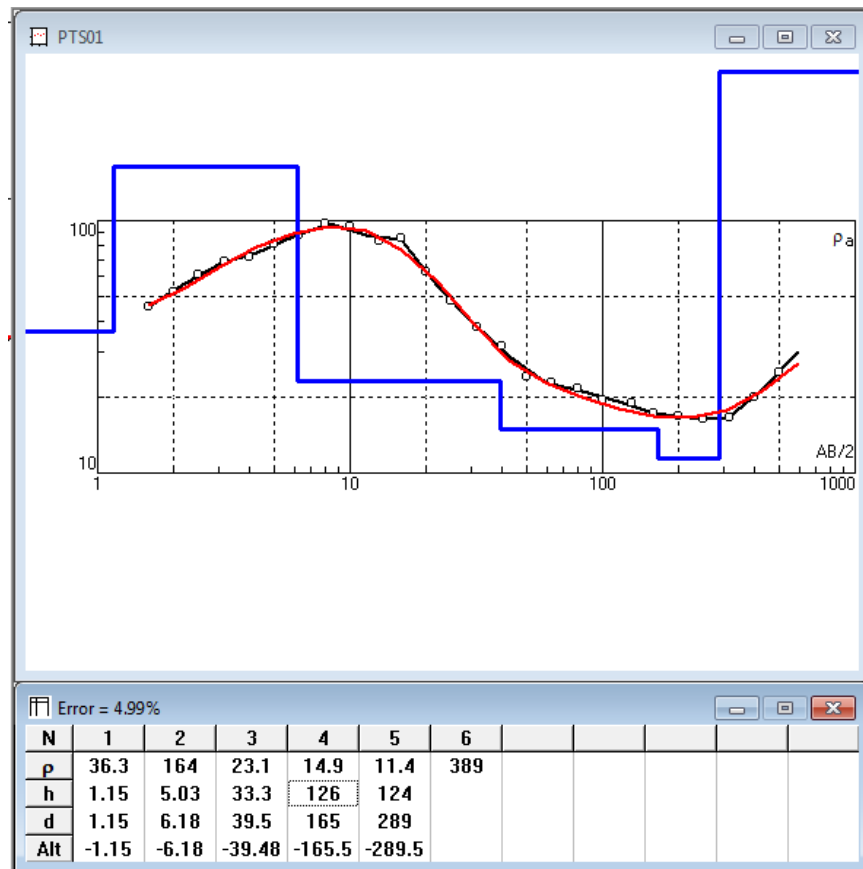 PTS01
100
Pa
10
AB/2
1 10 100 1000
Error = 4.99%
N 1 2 3 4 5 6
ρ 36.3 164 23.1 14.9 11.4 389
h 1.15 5.03 33.3 126 124
d 1.15 6.18 39.5 165 289
Alt -1.15 -6.18 -39.48 -165.5 -289.5